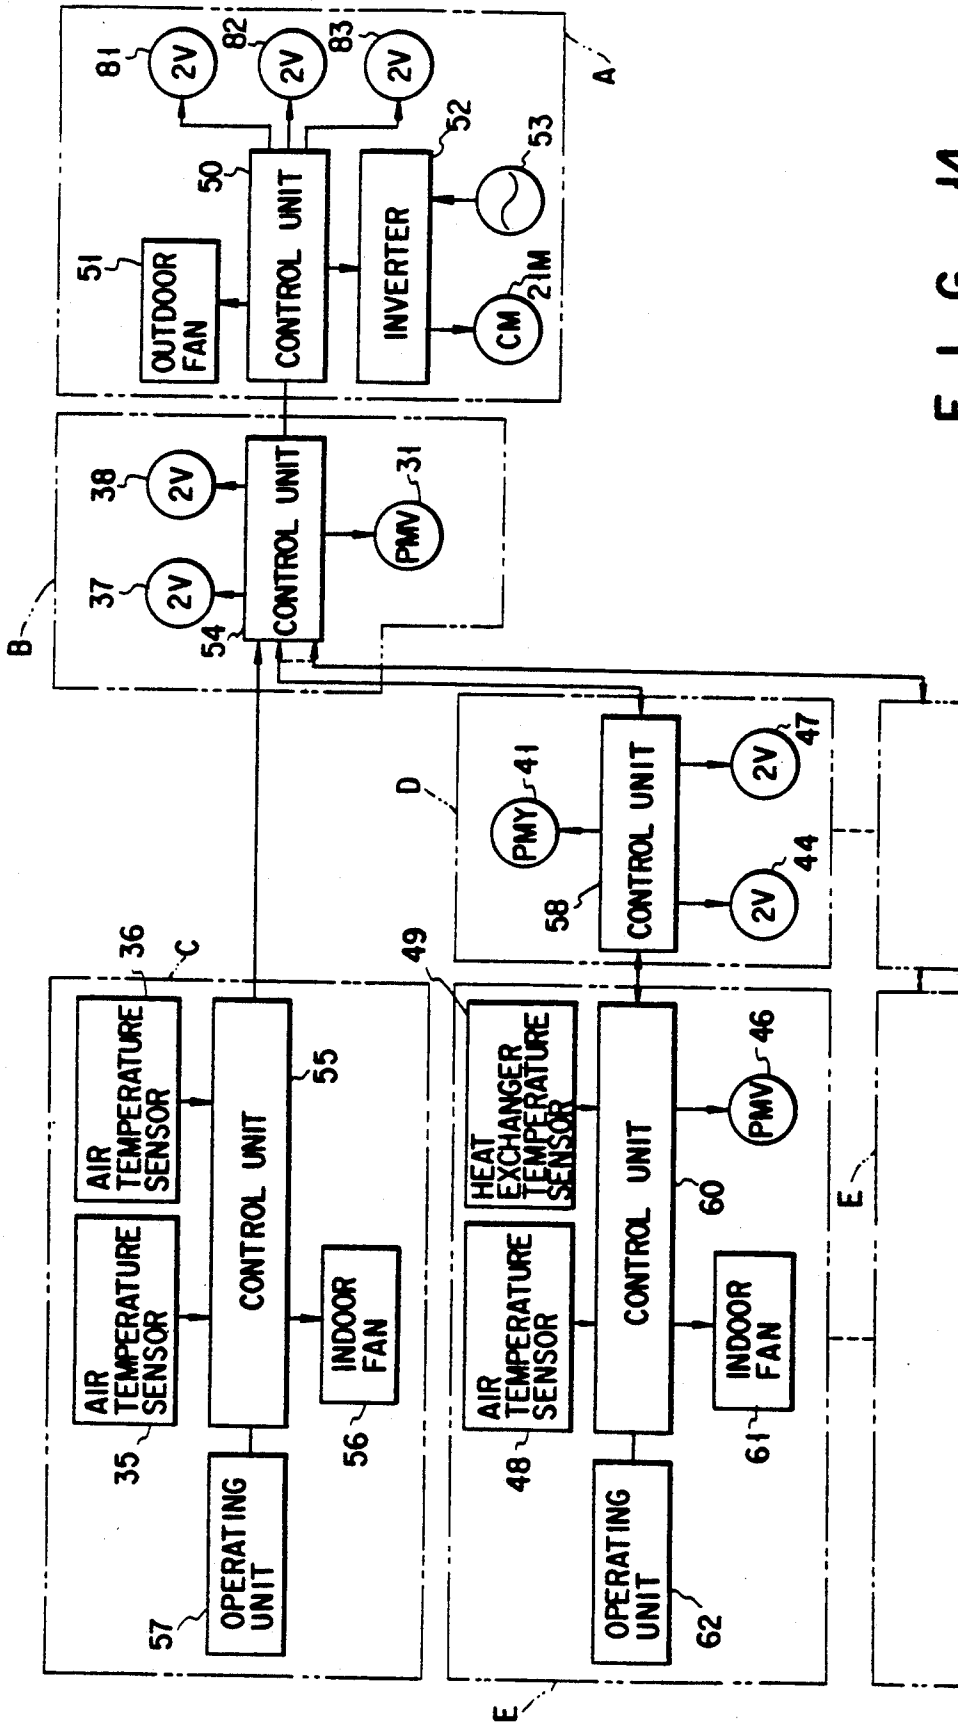 C
AIR
TEMPERATURE
SENSOR
35
AIR
TEMPERATURE
SENSOR
36
OPERATING
UNIT
57
CONTROL UNIT
55
INDOOR
FAN
56
B
37
2V
38
2V
54
CONTROL UNIT
PMV
31
A
OUTDOOR
FAN
51
50
CONTROL UNIT
81
2V
82
2V
83
2V
INVERTER
52
CM
21M
53
E
AIR
TEMPERATURE
SENSOR
48
HEAT
EXCHANGER
TEMPERATURE
SENSOR
49
OPERATING
UNIT
62
CONTROL UNIT
60
INDOOR
FAN
61
PMV
46
D
PMY
41
58
CONTROL UNIT
2V
44
2V
47
E